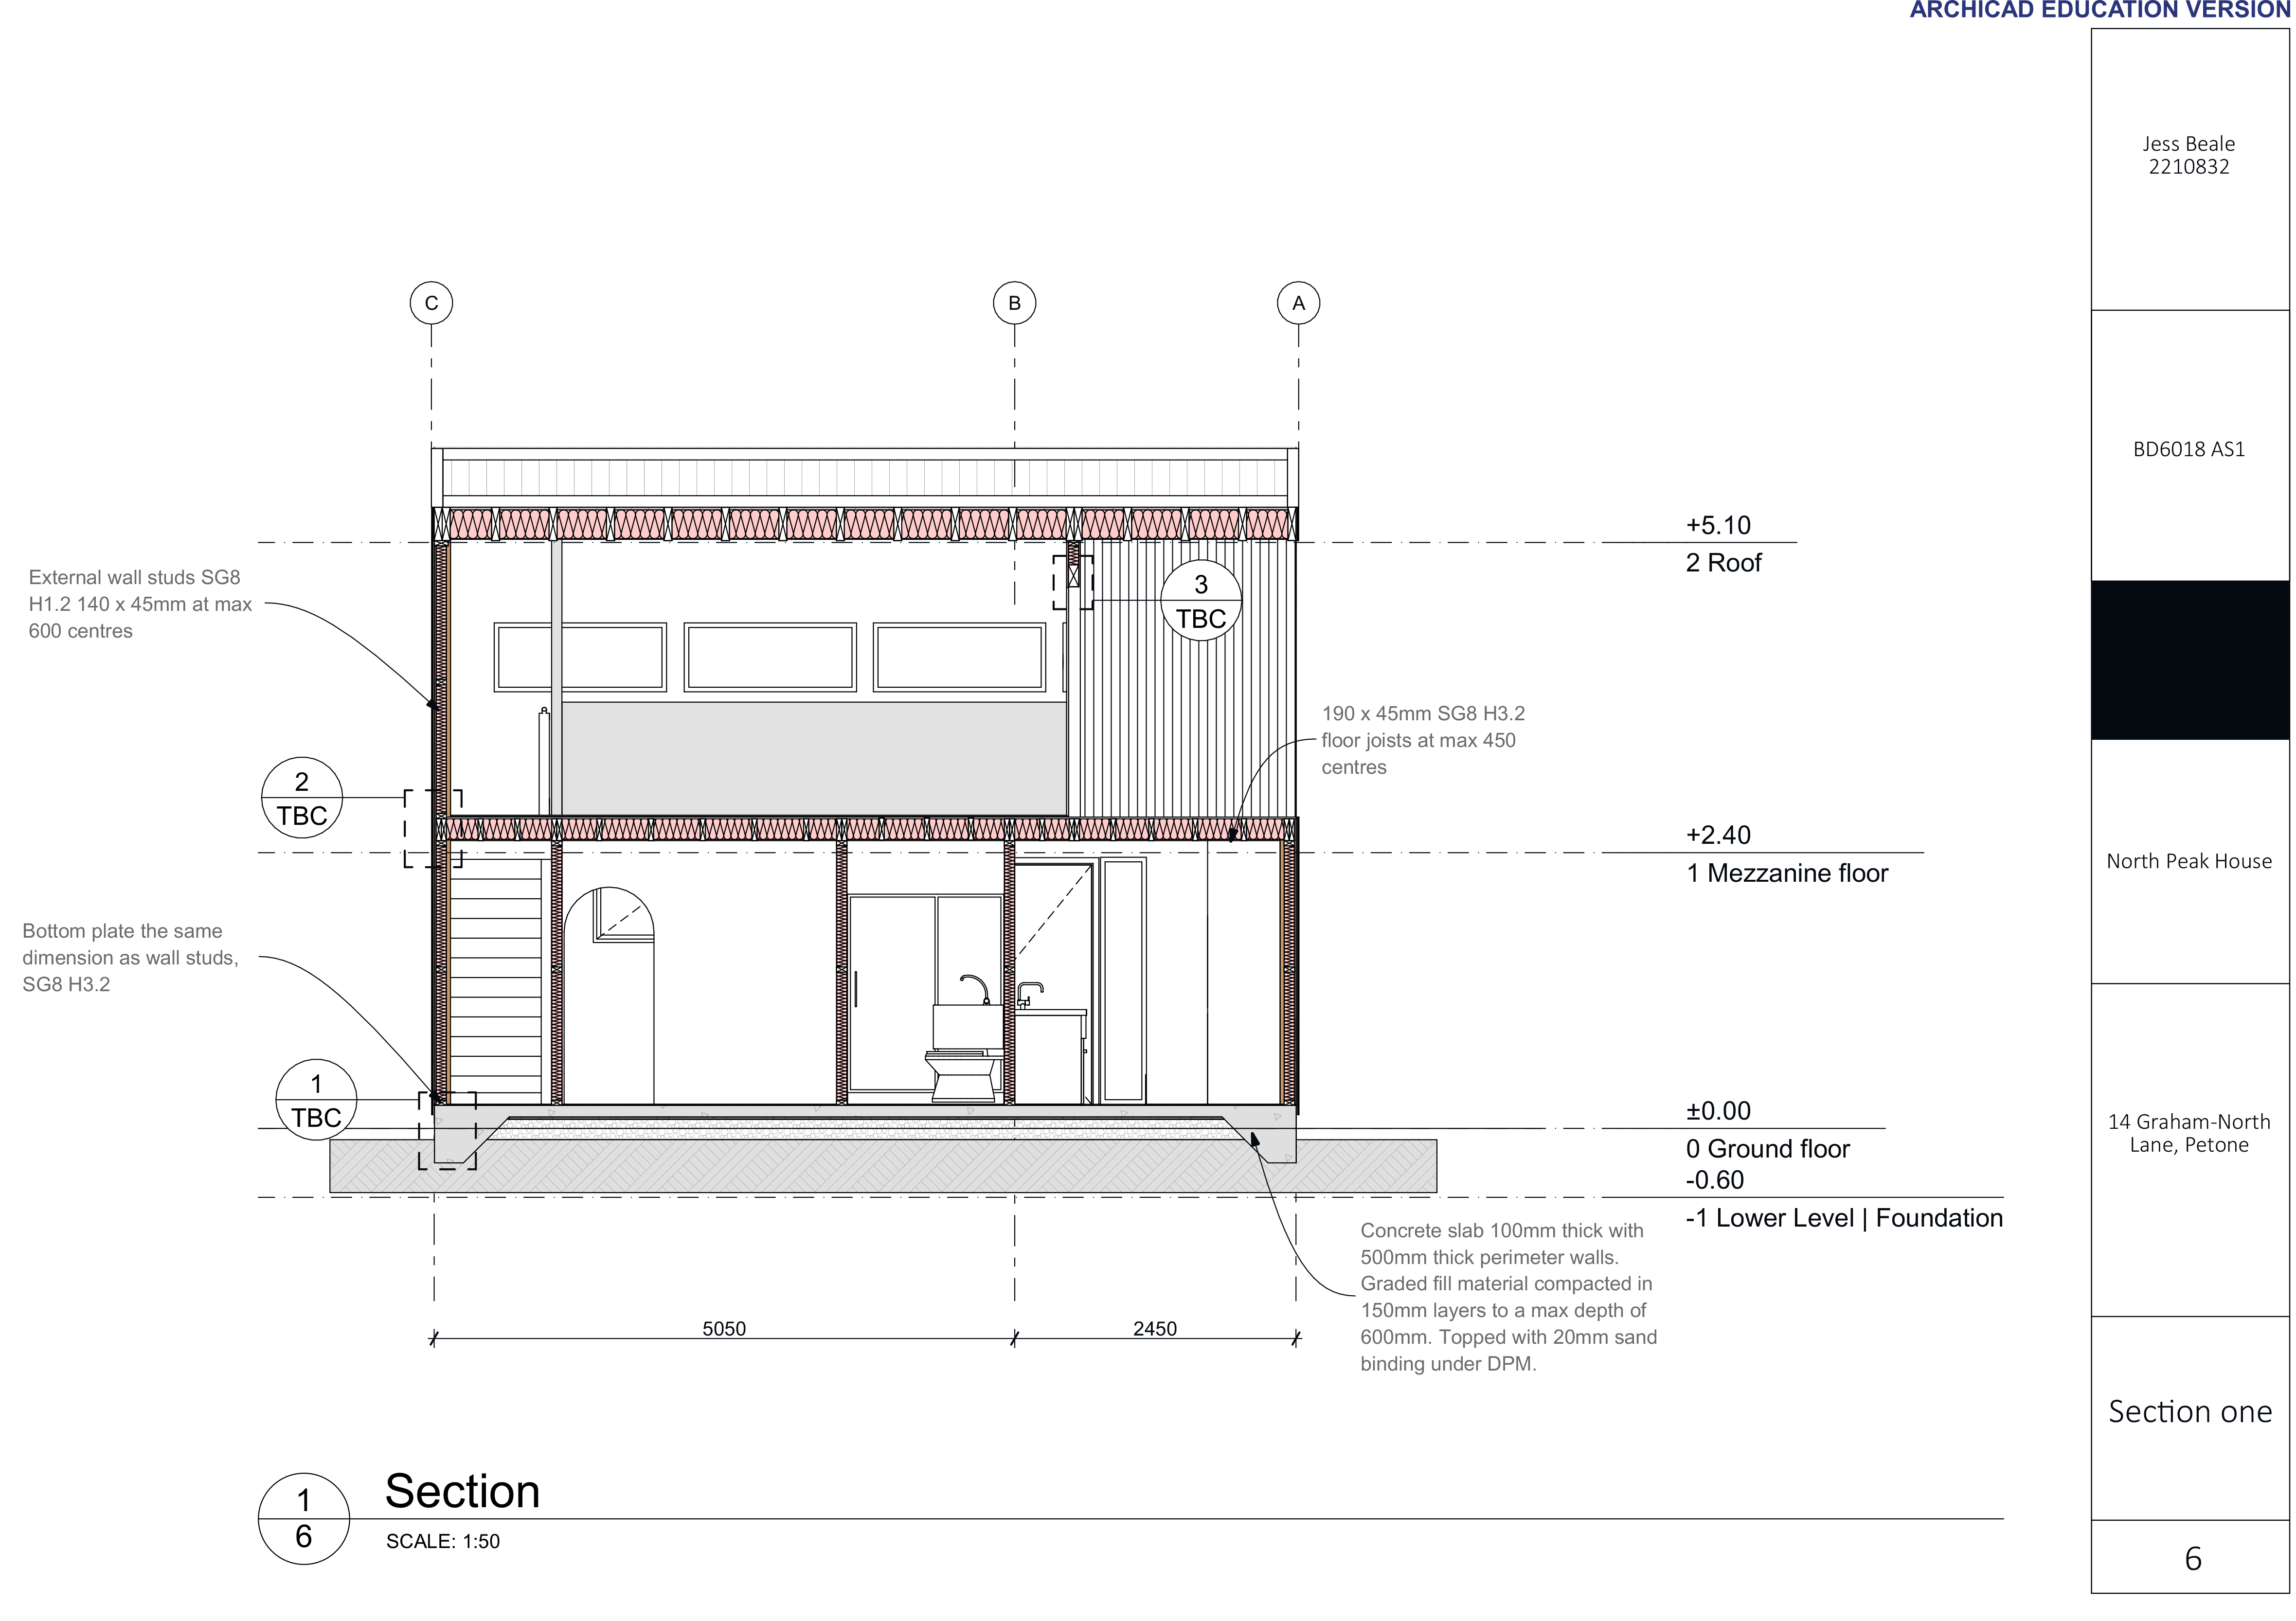 ARCHICAD EDUCATION VERSION
Jess Beale
2210832
BD6018 AS1
North Peak House
14 Graham-North
Lane, Petone
Section one
6
C
B
A
+5.10
2 Roof
External wall studs SG8
H1.2 140 x 45mm at max
600 centres
3
TBC
190 x 45mm SG8 H3.2
floor joists at max 450
centres
2
TBC
+2.40
1 Mezzanine floor
Bottom plate the same
dimension as wall studs,
SG8 H3.2
1
TBC
±0.00
0 Ground floor
-0.60
-1 Lower Level | Foundation
Concrete slab 100mm thick with
500mm thick perimeter walls.
Graded fill material compacted in
150mm layers to a max depth of
600mm. Topped with 20mm sand
binding under DPM.
5050
2450
1
6
Section
SCALE: 1:50